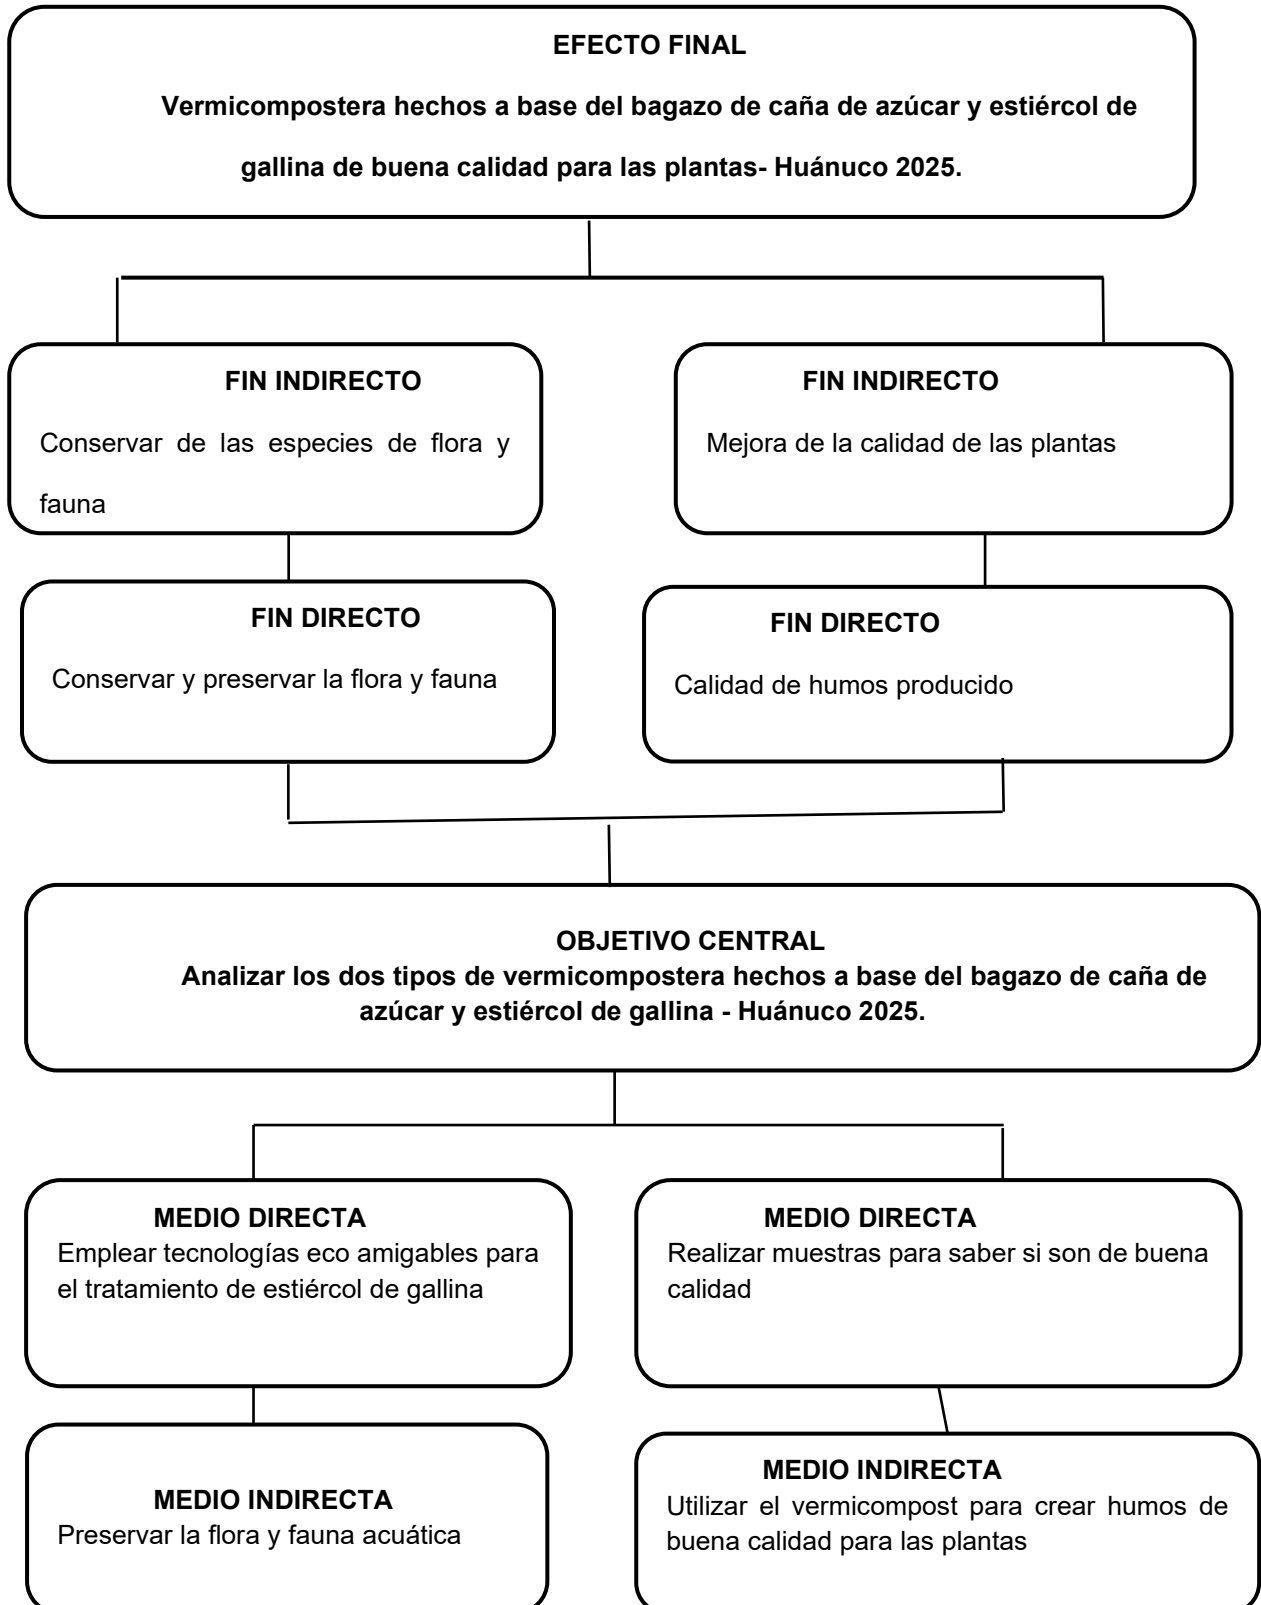 EFECTO FINAL
Vermicompostera hechos a base del bagazo de caña de azúcar y estiércol de
gallina de buena calidad para las plantas- Huánuco 2025.
FIN INDIRECTO
Conservar de las especies de flora y
fauna
FIN INDIRECTO
Mejora de la calidad de las plantas
FIN DIRECTO
Conservar y preservar la flora y fauna
FIN DIRECTO
Calidad de humos producido
OBJETIVO CENTRAL
Analizar los dos tipos de vermicompostera hechos a base del bagazo de caña de
azúcar y estiércol de gallina - Huánuco 2025.
MEDIO DIRECTA
Emplear tecnologías eco amigables para
el tratamiento de estiércol de gallina
MEDIO DIRECTA
Realizar muestras para saber si son de buena
calidad
MEDIO INDIRECTA
Preservar la flora y fauna acuática
MEDIO INDIRECTA
Utilizar el vermicompost para crear humos de
buena calidad para las plantas